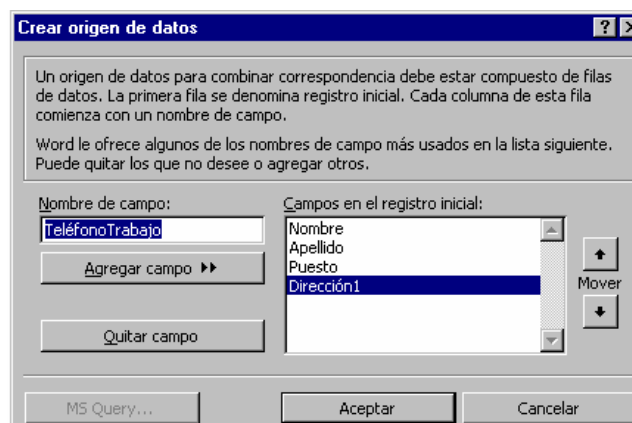 Crear origen de datos
Un origen de datos para combinar correspondencia debe estar compuesto de filas
de datos. La primera fila se denomina registro inicial. Cada columna de esta fila
comienza con un nombre de campo.
Word le ofrece algunos de los nombres de campo más usados en la lista siguiente.
Puede quitar los que no desee o agregar otros.
Nombre de campo:
TeléfonoTrabajo
Agregar campo
Quitar campo
Campos en el registro inicial:
Nombre
Apellido
Puesto
Dirección1
Mover
MS Query...
Aceptar
Cancelar